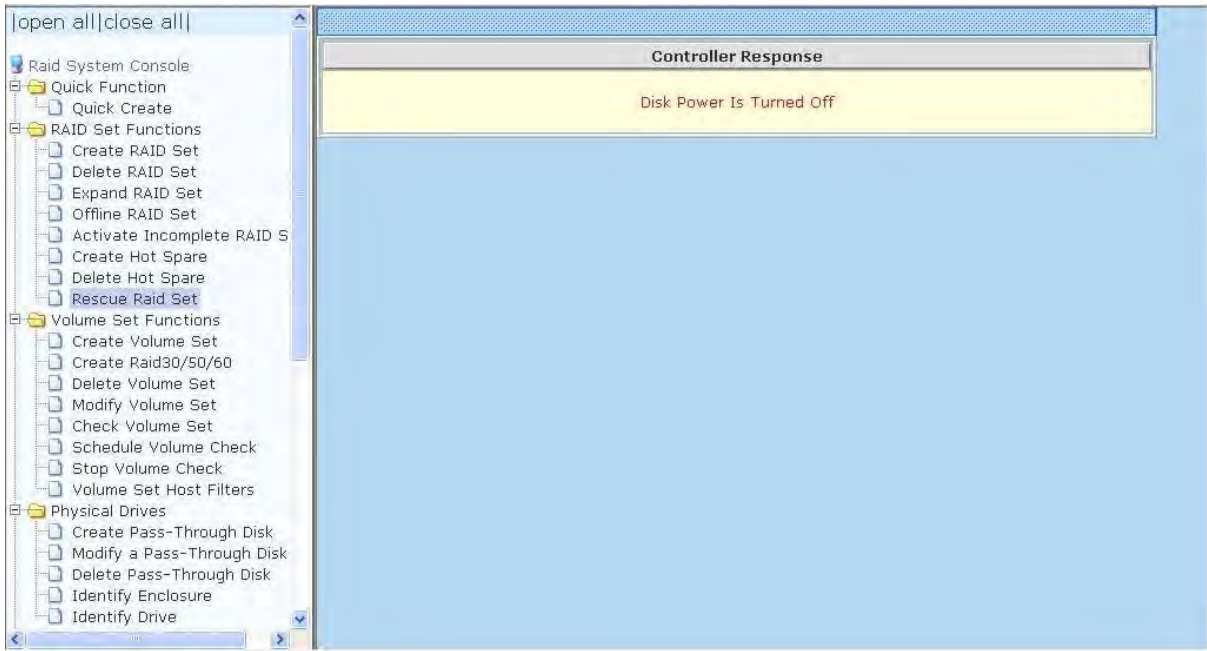 |open all|close all|
Raid System Console
Quick Function
Quick Create
RAID Set Functions
Create RAID Set
Delete RAID Set
Expand RAID Set
Offline RAID Set
Activate Incomplete RAID S
Create Hot Spare
Delete Hot Spare
Rescue Raid Set
Volume Set Functions
Create Volume Set
Create Raid30/50/60
Delete Volume Set
Modify Volume Set
Check Volume Set
Schedule Volume Check
Stop Volume Check
Volume Set Host Filters
Physical Drives
Create Pass-Through Disk
Modify a Pass-Through Disk
Delete Pass-Through Disk
Identify Enclosure
Identify Drive
Controller Response
Disk Power Is Turned Off